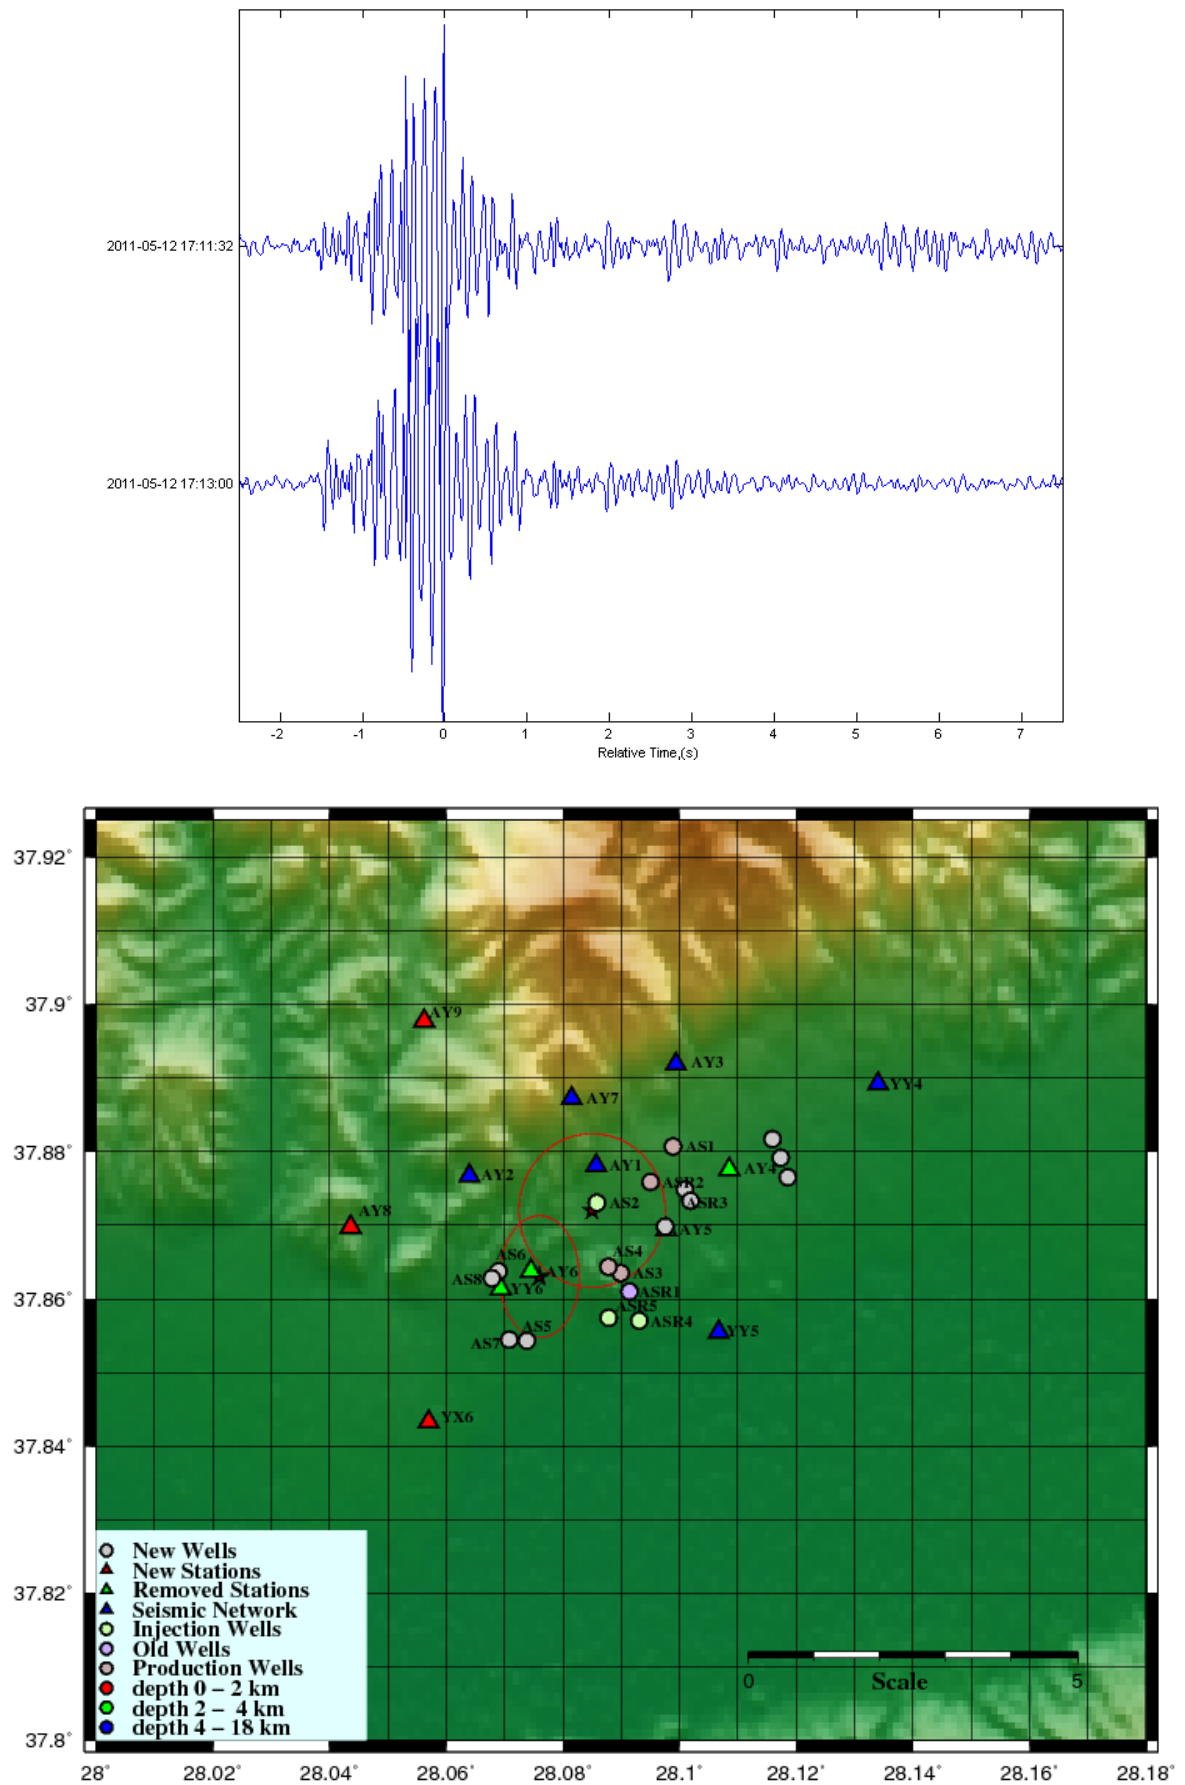 2011-05-12 17:11:32
2011-05-12 17:13:00
-2 -1 0 1 2 3 4 5 6 7
Relative Time,(s)
37.92°
37.9°
AY9
AY3
AY7
YY4
37.88°
AS1
AY1
AY4
AY2
ASR2
AS2
ASR3
AY8
AY5
AS6
AS4
AY6
AS3
AS8
YY6
ASR1
37.86°
ASR5
AS5
ASR4
YY5
AS7
YX6
37.84°
New Wells
New Stations
Removed Stations
37.82°
Seismic Network
Injection Wells
Old Wells
Production Wells
0 5
Scale
depth 0 – 2 km
depth 2 – 4 km
depth 4 – 18 km
37.8°
28° 28.02° 28.04° 28.06° 28.08° 28.1° 28.12° 28.14° 28.16° 28.18°